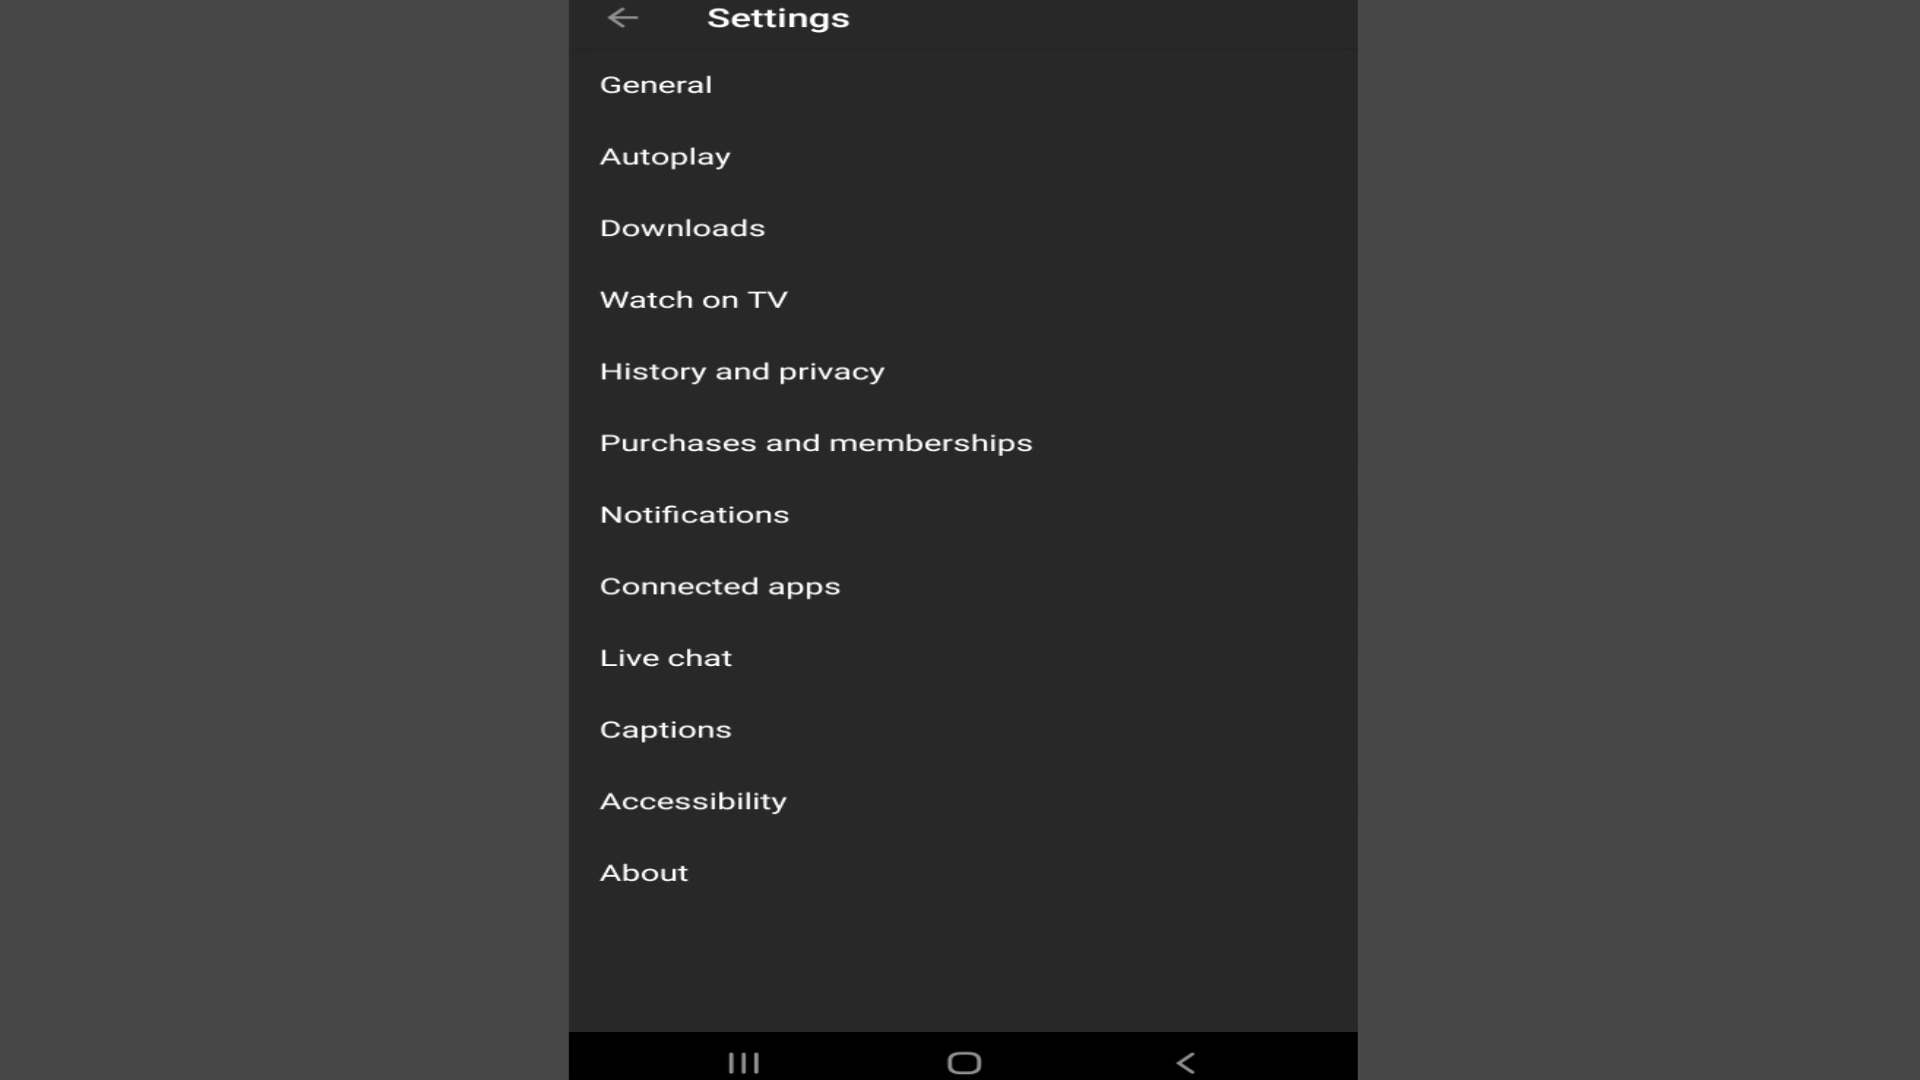 Settings
General
Autoplay
Downloads
Watch on TV
History and privacy
Purchases and memberships
Notifications
Connected apps
Live chat
Captions
Accessibility
About